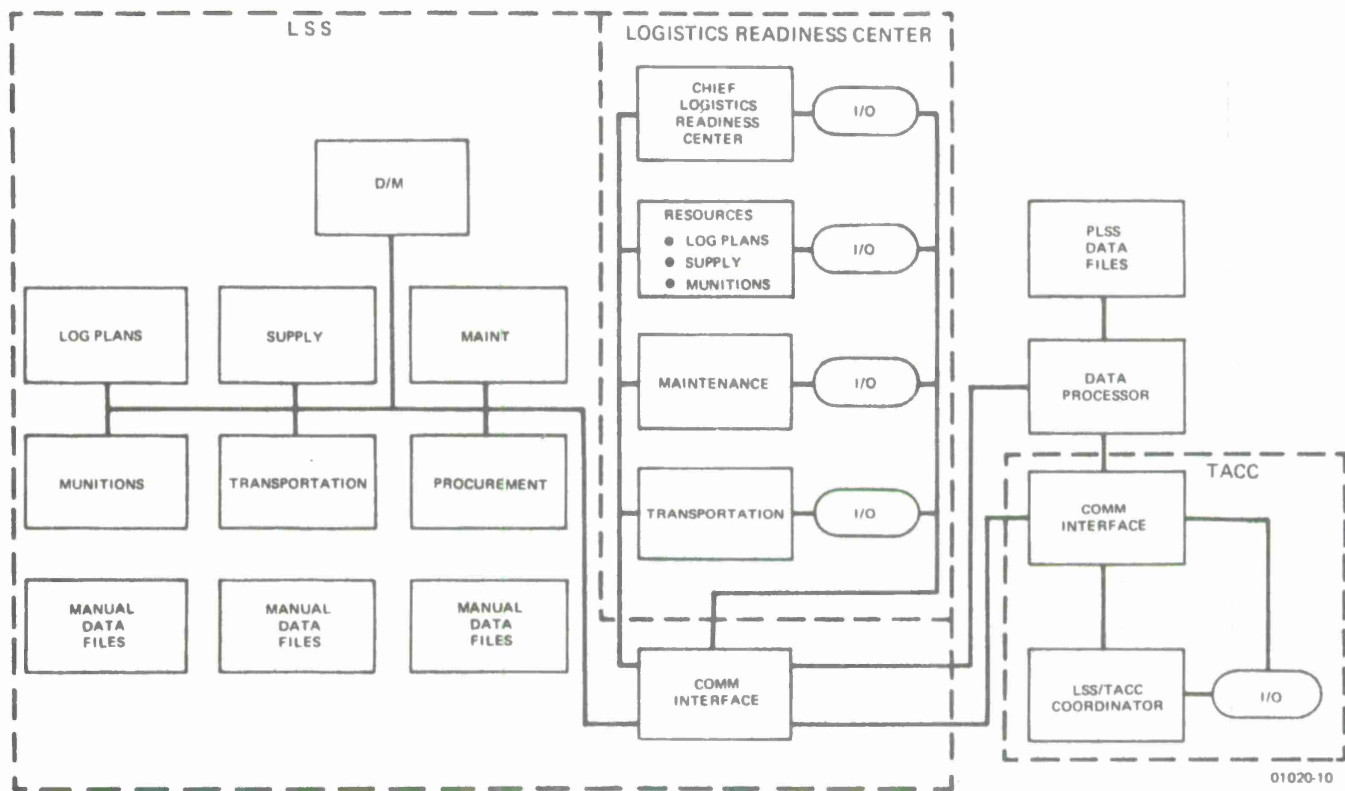 LSS
LOGISTICS READINESS CENTER
CHIEF
LOGISTICS
READINESS
CENTER
I/O
D/M
RESOURCES
● LOG PLANS
● SUPPLY
● MUNITIONS
I/O
PLSS
DATA
FILES
LOG PLANS
SUPPLY
MAINT
MAINTENANCE
I/O
DATA
PROCESSOR
MUNITIONS
TRANSPORTATION
PROCUREMENT
TRANSPORTATION
I/O
TACC
COMM
INTERFACE
MANUAL
DATA
FILES
MANUAL
DATA
FILES
MANUAL
DATA
FILES
COMM
INTERFACE
LSS/TACC
COORDINATOR
I/O
01020-10